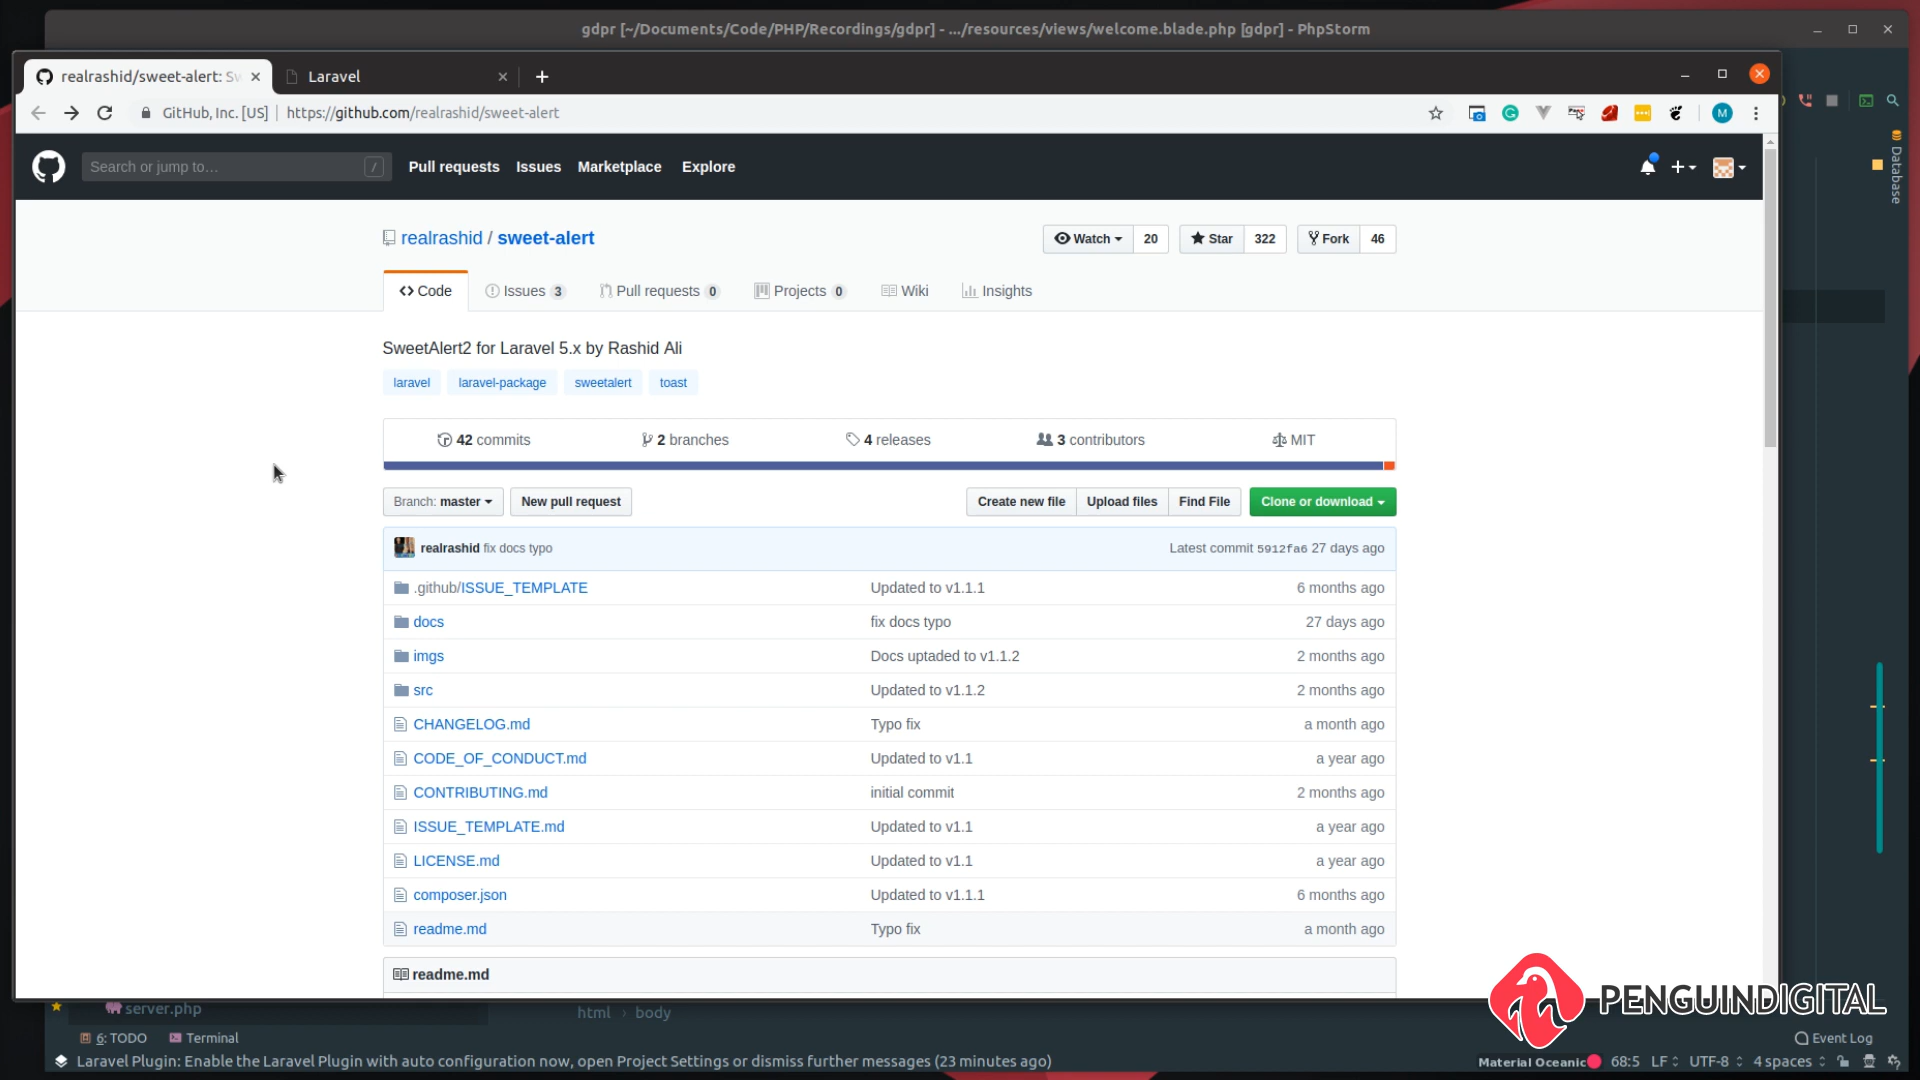 gdpr [~/Documents/Code/PHP/Recordings/gdpr] - .../resources/views/welcome.blade.php [gdpr] - PhpStorm
realrashid/sweet-alert: Sw
Laravel
GitHub, Inc. [US] https://github.com/realrashid/sweet-alert
M
Search or jump to… / Pull requests Issues Marketplace Explore
Database
realrashid / sweet-alert
Watch 20 Star 322 Fork 46
Code Issues 3 Pull requests 0 Projects 0 Wiki Insights
SweetAlert2 for Laravel 5.x by Rashid Ali
laravel laravel-package sweetalert toast
42 commits 2 branches 4 releases 3 contributors MIT
Branch: master New pull request Create new file Upload files Find File Clone or download
realrashid fix docs typo Latest commit 5912fa6 27 days ago
.github/ISSUE_TEMPLATE Updated to v1.1.1 6 months ago
docs fix docs typo 27 days ago
imgs Docs uptaded to v1.1.2 2 months ago
src Updated to v1.1.2 2 months ago
CHANGELOG.md Typo fix a month ago
CODE_OF_CONDUCT.md Updated to v1.1 a year ago
CONTRIBUTING.md initial commit 2 months ago
ISSUE_TEMPLATE.md Updated to v1.1 a year ago
LICENSE.md Updated to v1.1 a year ago
composer.json Updated to v1.1.1 6 months ago
readme.md Typo fix a month ago
readme.md
PENGUINDIGITAL
server.php html › body
6: TODO Terminal Event Log
Laravel Plugin: Enable the Laravel Plugin with auto configuration now, open Project Settings or dismiss further messages (23 minutes ago) Material Oceanic 68:5 LF UTF-8 4 spaces